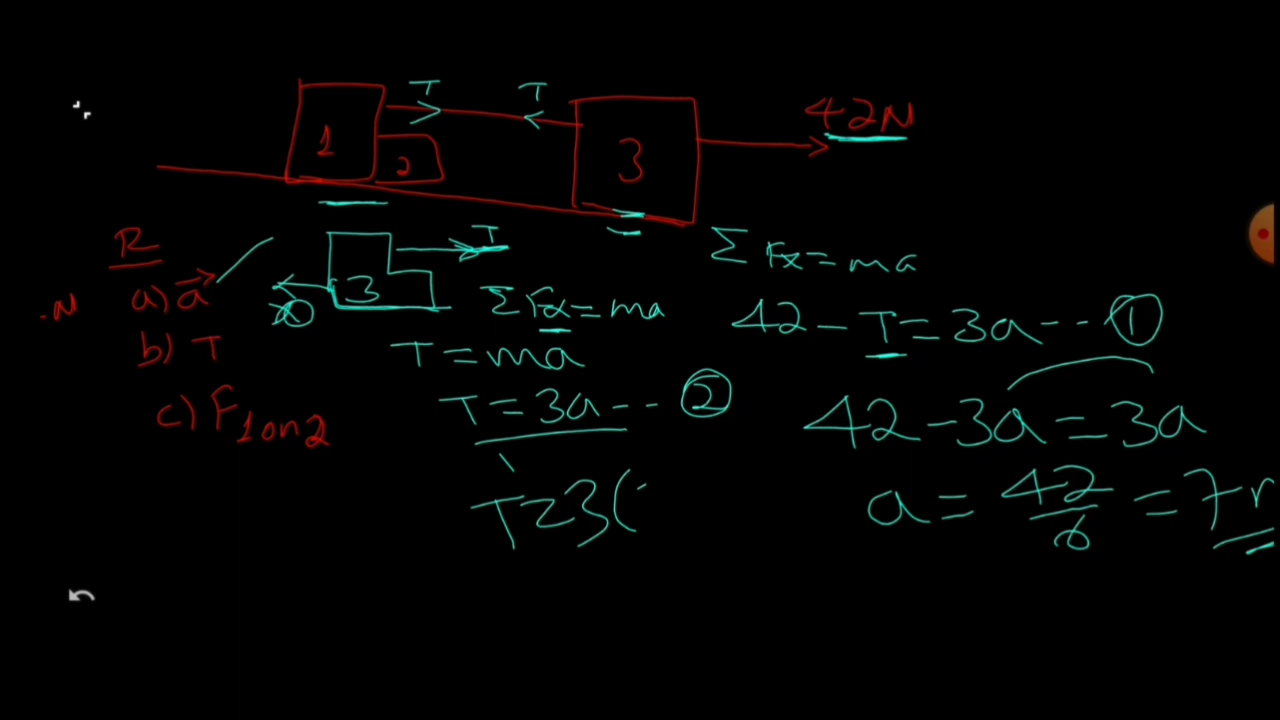 T T
42N
1 2 3
R
a) a⃗
b) T
c) F1on2
.N
3 T
ΣFx=ma
T=ma
T=3a-- ②
T=3(
ΣFx=ma
42-T=3a-- ①
42-3a=3a
a=42/6=7